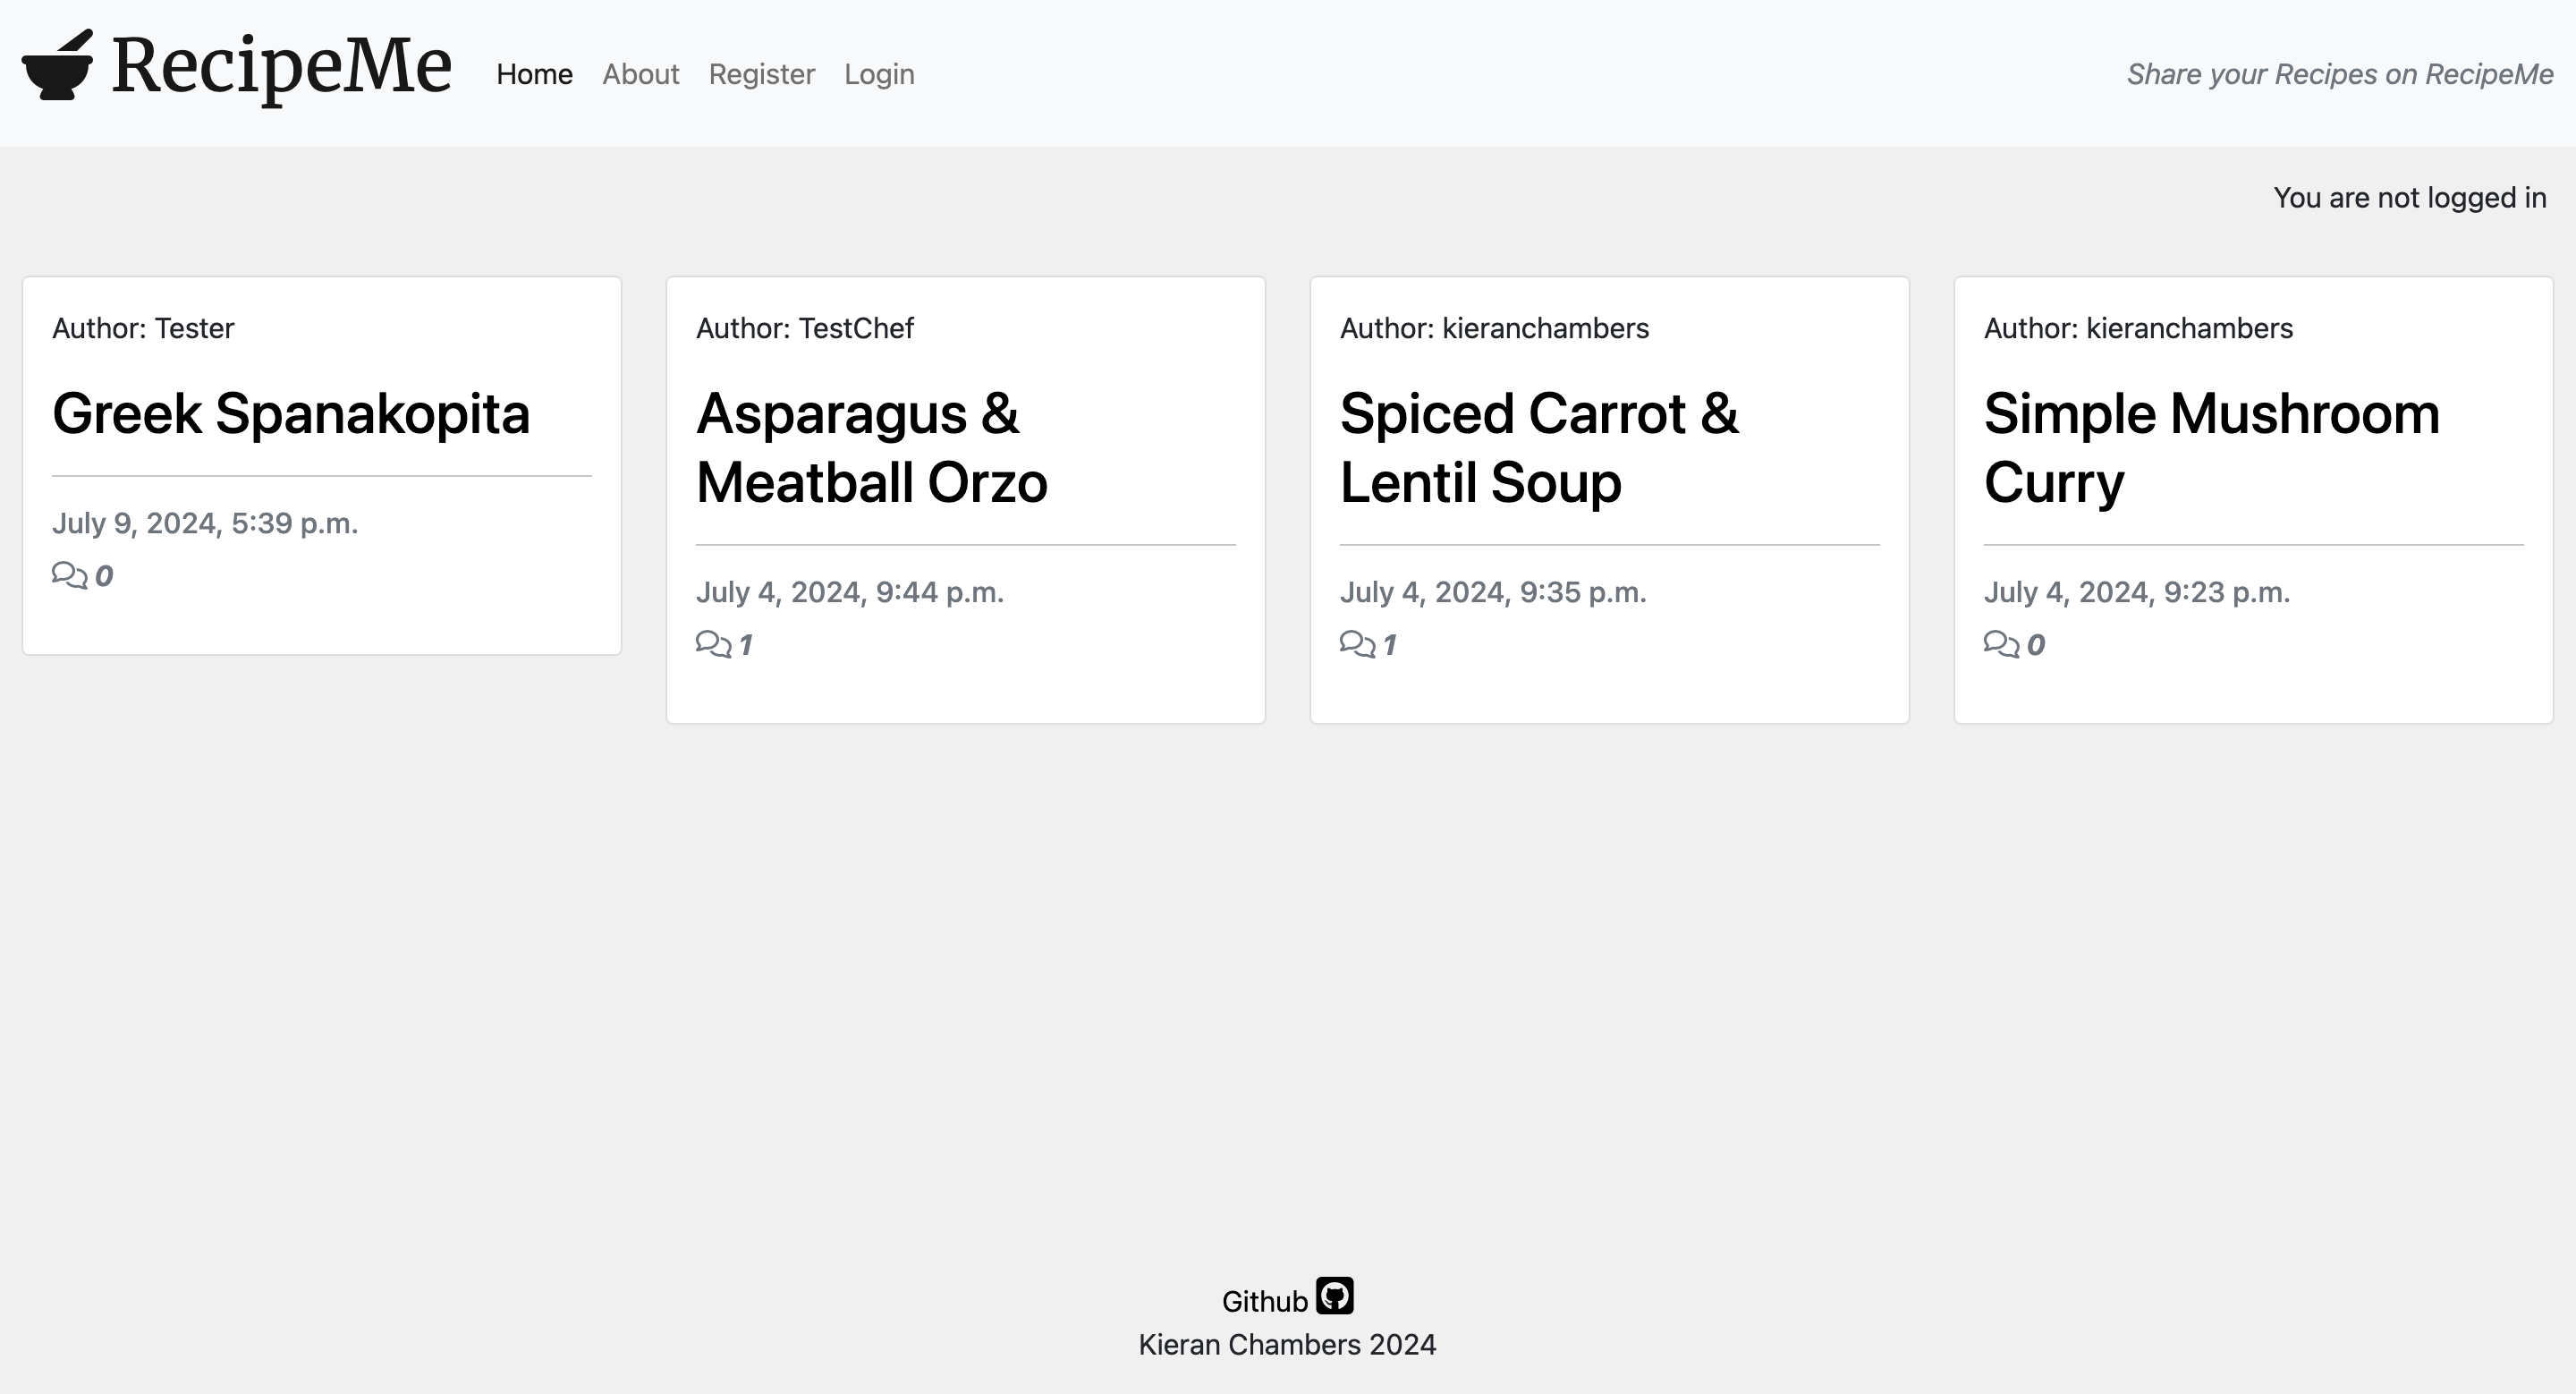 RecipeMe
Home About Register Login
Share your Recipes on RecipeMe
You are not logged in
Author: Tester
Greek Spanakopita
July 9, 2024, 5:39 p.m.
0
Author: TestChef
Asparagus &
Meatball Orzo
July 4, 2024, 9:44 p.m.
1
Author: kieranchambers
Spiced Carrot &
Lentil Soup
July 4, 2024, 9:35 p.m.
1
Author: kieranchambers
Simple Mushroom
Curry
July 4, 2024, 9:23 p.m.
0
Github
Kieran Chambers 2024